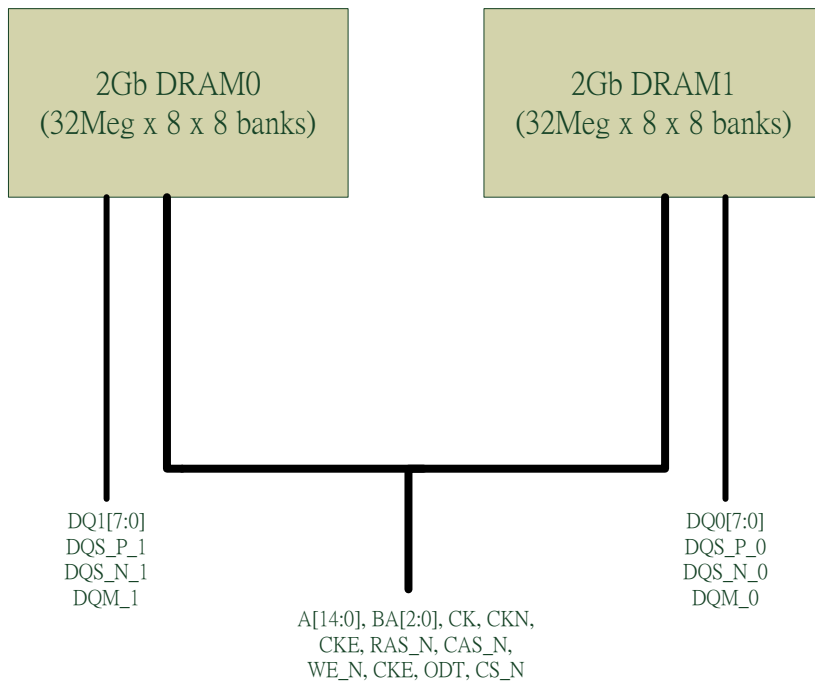 2Gb DRAM0
(32Meg x 8 x 8 banks)
2Gb DRAM1
(32Meg x 8 x 8 banks)
DQ1[7:0]
DQS_P_1
DQS_N_1
DQM_1
DQ0[7:0]
DQS_P_0
DQS_N_0
DQM_0
A[14:0], BA[2:0], CK, CKN,
CKE, RAS_N, CAS_N,
WE_N, CKE, ODT, CS_N